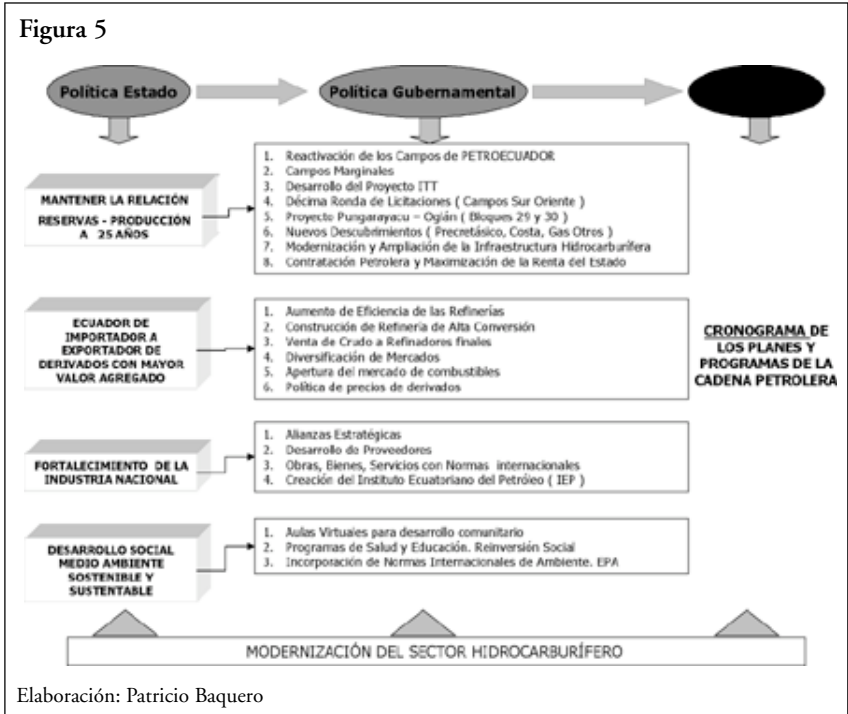 Figura 5
Política Estado
Política Gubernamental
MANTENER LA RELACIÓN
RESERVAS - PRODUCCIÓN
A 25 AÑOS
1. Reactivación de los Campos de PETROECUADOR
2. Campos Marginales
3. Desarrollo del Proyecto ITT
4. Décima Ronda de Licitaciones ( Campos Sur Oriente )
5. Proyecto Pungarayacu – Oglán ( Bloques 29 y 30 )
6. Nuevos Descubrimientos ( Precretásico, Costa, Gas Otros )
7. Modernización y Ampliación de la Infraestructura Hidrocarburífera
8. Contratación Petrolera y Maximización de la Renta del Estado
ECUADOR DE
IMPORTADOR A
EXPORTADOR DE
DERIVADOS CON MAYOR
VALOR AGREGADO
1. Aumento de Eficiencia de las Refinerías
2. Construcción de Refinería de Alta Conversión
3. Venta de Crudo a Refinadores finales
4. Diversificación de Mercados
5. Apertura del mercado de combustibles
6. Política de precios de derivados
CRONOGRAMA DE
LOS PLANES Y
PROGRAMAS DE LA
CADENA PETROLERA
FORTALECIMIENTO DE LA
INDUSTRIA NACIONAL
1. Alianzas Estratégicas
2. Desarrollo de Proveedores
3. Obras, Bienes, Servicios con Normas internacionales
4. Creación del Instituto Ecuatoriano del Petróleo ( IEP )
DESARROLLO SOCIAL
MEDIO AMBIENTE
SOSTENIBLE Y
SUSTENTABLE
1. Aulas Virtuales para desarrollo comunitario
2. Programas de Salud y Educación. Reinversión Social
3. Incorporación de Normas Internacionales de Ambiente. EPA
MODERNIZACIÓN DEL SECTOR HIDROCARBURÍFERO
Elaboración: Patricio Baquero